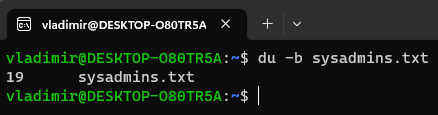 vladimir@DESKTOP-O80TR5A: ~
vladimir@DESKTOP-O80TR5A:~$ du -b sysadmins.txt
19      sysadmins.txt
vladimir@DESKTOP-O80TR5A:~$